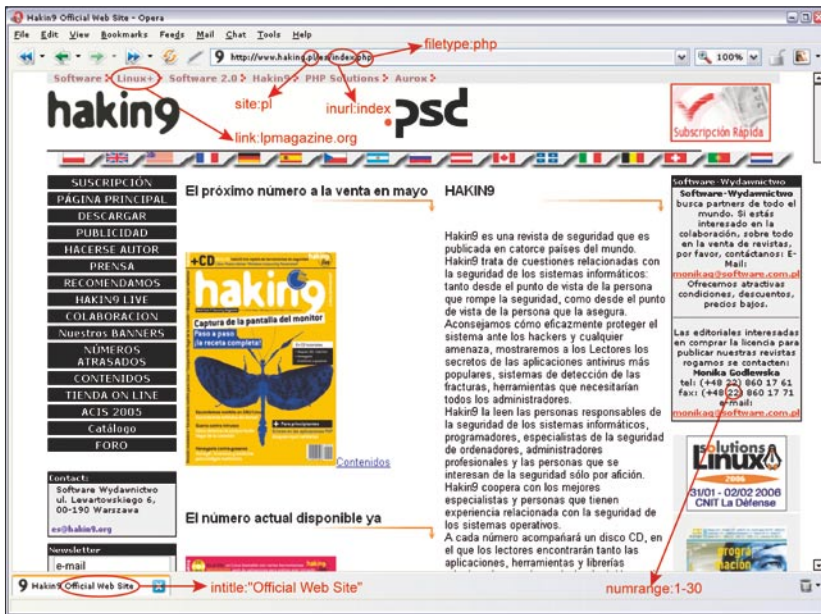 Hakin9 Official Web Site - Opera
File Edit View Bookmarks Feeds Mail Chat Tools Help
http://www.haking.pl/es/index.php
100%
filetype:php
Software Linux+ Software 2.0 Hakin9 PHP Solutions Aurox
site:pl
inurl:index
link:lpmagazine.org
hakin9
.psd
Subscripción Rápida
SUSCRIPCIÓN
PÁGINA PRINCIPAL
DESCARGAR
PUBLICIDAD
HACERSE AUTOR
PRENSA
RECOMENDAMOS
HAKIN9 LIVE
COLABORACION
Nuestros BANNERS
NÚMEROS
ATRASADOS
CONTENIDOS
TIENDA ON LINE
ACIS 2005
Catálogo
FORO
Contact:
Software Wydawnictwo
ul. Lewartowskiego 6,
00-190 Warszawa
es@hakin9.org
Newsletter
e-mail
El próximo número a la venta en mayo
+CD
hakin9
Captura de la pantalla del monitor
Paso a paso
¡la receta completa!
Contenidos
El número actual disponible ya
HAKIN9
Hakin9 es una revista de seguridad que es
publicada en catorce países del mundo.
Hakin9 trata de cuestiones relacionadas con
la seguridad de los sistemas informáticos:
tanto desde el punto de vista de la persona
que rompe la seguridad, como desde el punto
de vista de la persona que la asegura.
Aconsejamos cómo eficazmente proteger el
sistema ante los hackers y cualquier
amenaza, mostraremos a los Lectores los
secretos de las aplicaciones antivirus más
populares, sistemas de detección de las
fracturas, herramientas que necesitarían
todos los administradores.
Hakin9 la leen las personas responsables de
la seguridad de los sistemas informáticos,
programadores, especialistas de la seguridad
de ordenadores, administradores
profesionales y las personas que se
interesan de la seguridad sólo por afición.
Hakin9 coopera con los mejores
especialistas y personas que tienen
experiencia relacionada con la seguridad de
los sistemas operativos.
A cada número acompañará un disco CD, en
el que los lectores encontrarán tanto las
aplicaciones, herramientas y librerías
Software-Wydawnictwo
Software-Wydawnictwo
busca partners de todo el
mundo. Si estás
interesado en la
colaboración, sobre todo
en la venta de revistas,
por favor, contáctanos: E-
Mail:
monikag@software.com.pl
Ofrecemos atractivas
condiciones, descuentos,
precios bajos.
Las editoriales interesadas
en comprar la licencia para
publicar nuestras revistas
rogamos se contacten:
Monika Godlewska
tel: (+48 22) 860 17 61
fax: (+48 22) 860 17 71
e-mail:
monikag@software.com.pl
solutions
Linux
2006
31/01 - 02/02 2006
CNIT La Défense
progra
mación
Hakin9 Official Web Site
intitle:"Official Web Site"
numrange:1-30